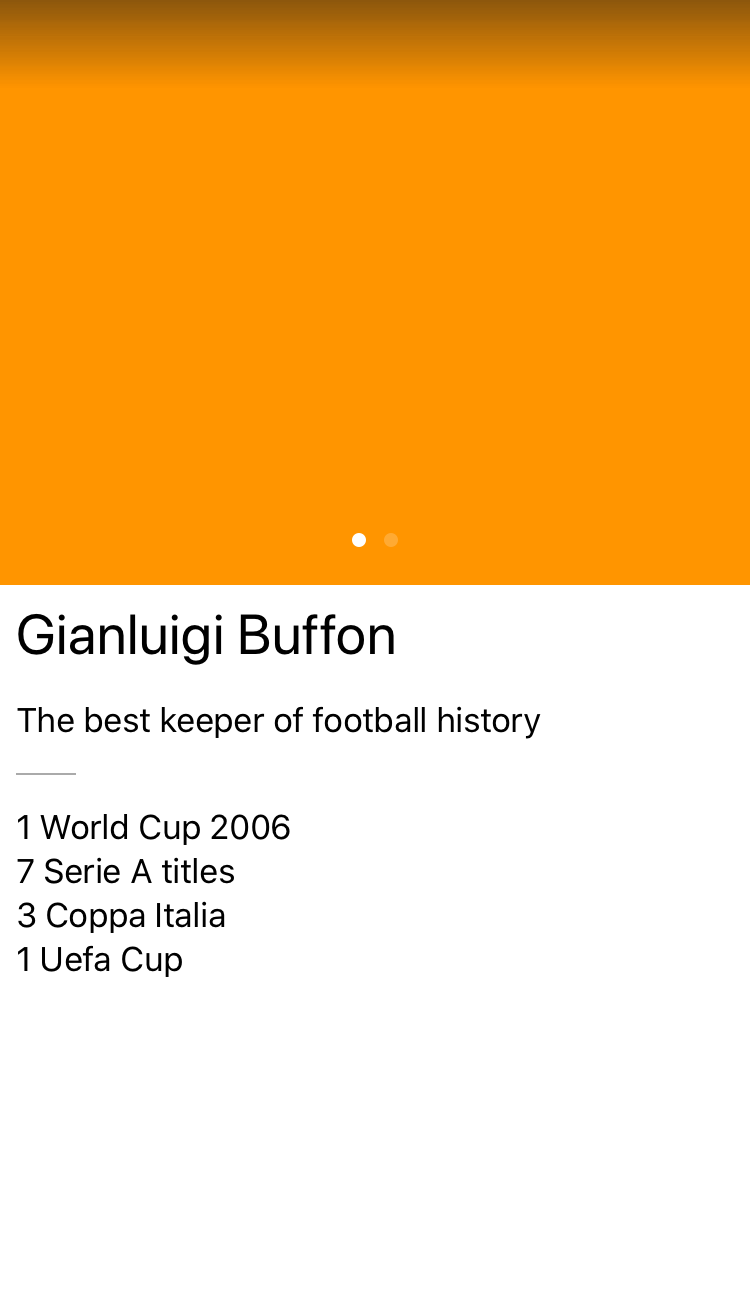 Gianluigi Buffon
The best keeper of football history
1 World Cup 2006
7 Serie A titles
3 Coppa Italia
1 Uefa Cup